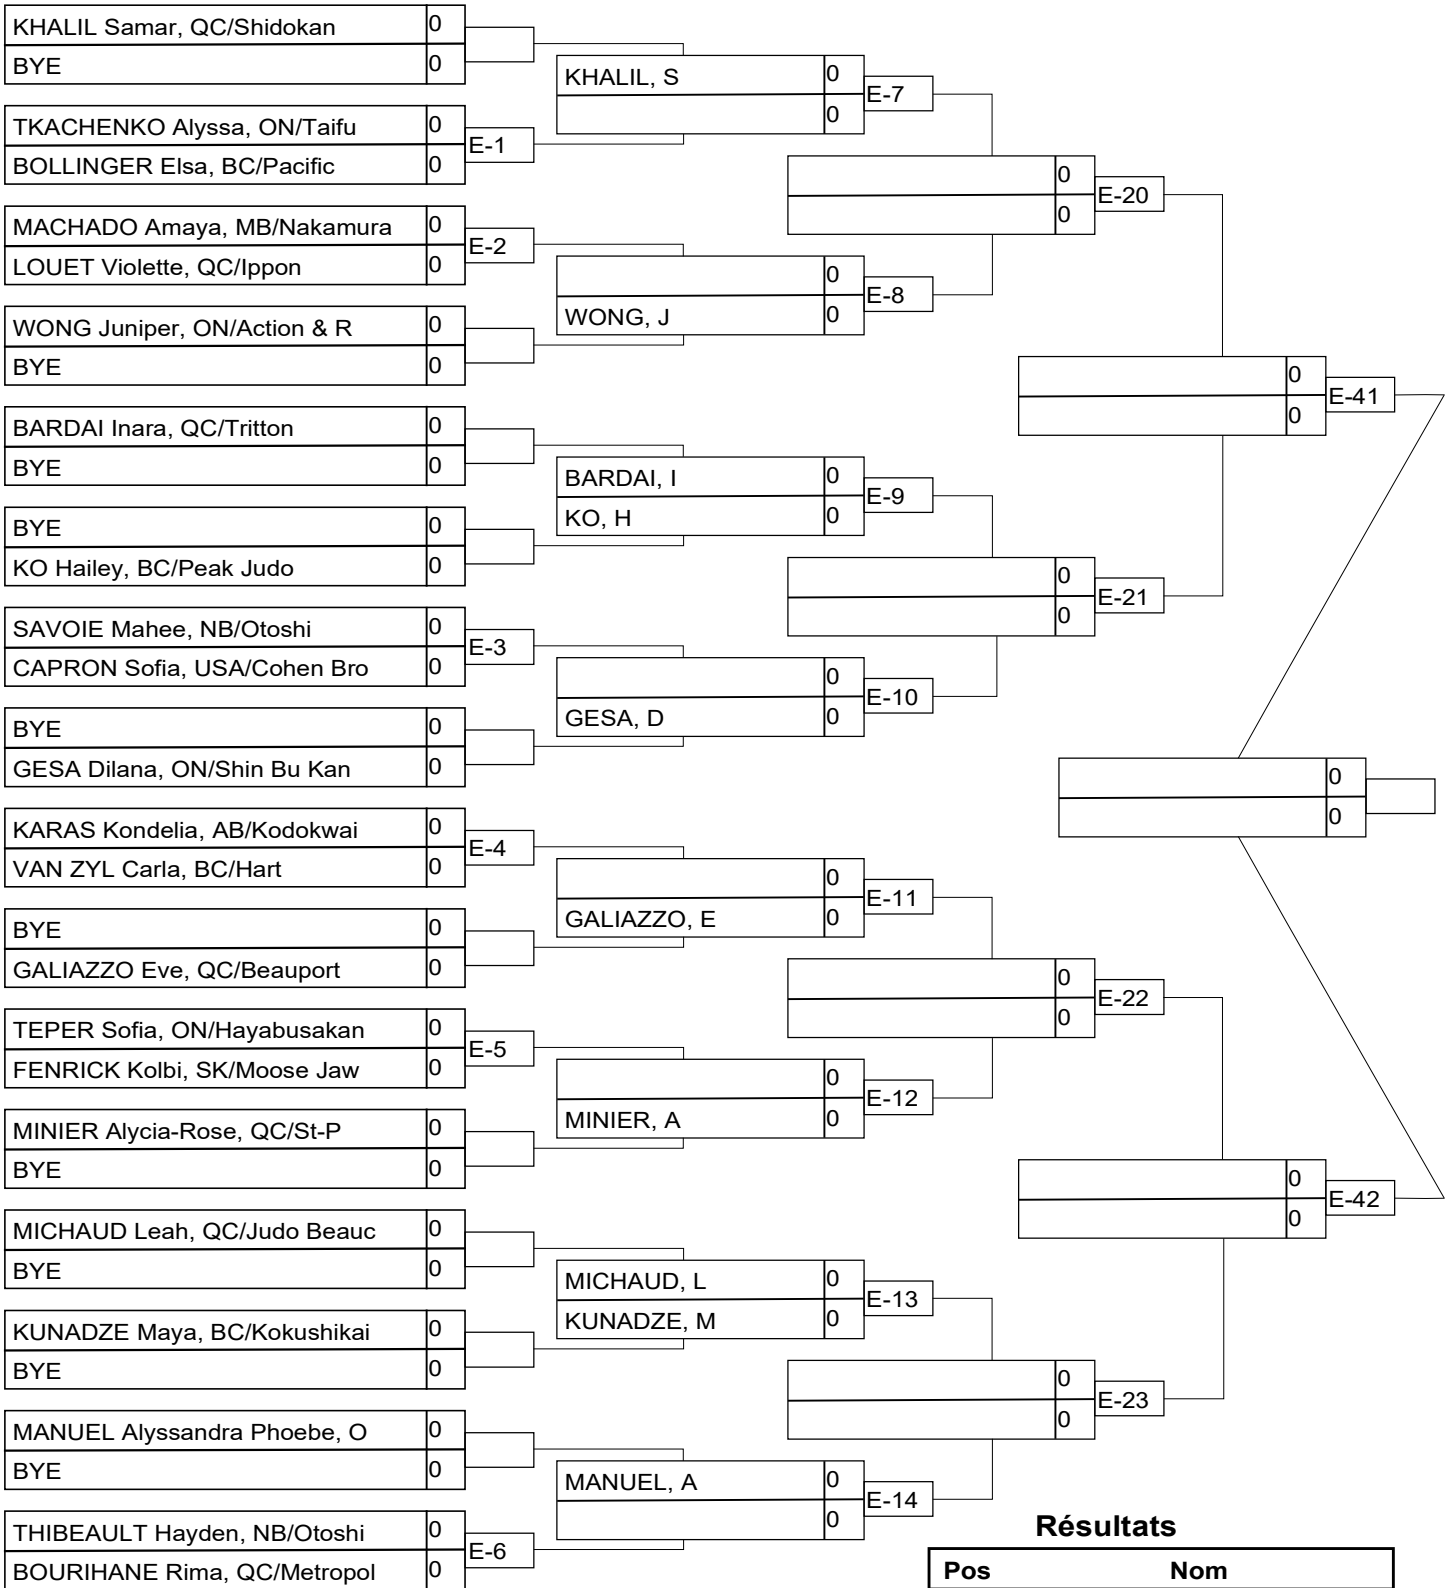 KHALIL Samar, QC/Shidokan 0
BYE 0
TKACHENKO Alyssa, ON/Taifu 0
BOLLINGER Elsa, BC/Pacific 0
E-1
MACHADO Amaya, MB/Nakamura 0
LOUET Violette, QC/Ippon 0
E-2
WONG Juniper, ON/Action & R 0
BYE 0
BARDAI Inara, QC/Tritton 0
BYE 0
BYE 0
KO Hailey, BC/Peak Judo 0
SAVOIE Mahee, NB/Otoshi 0
CAPRON Sofia, USA/Cohen Bro 0
E-3
BYE 0
GESA Dilana, ON/Shin Bu Kan 0
KARAS Kondelia, AB/Kodokwai 0
VAN ZYL Carla, BC/Hart 0
E-4
BYE 0
GALIAZZO Eve, QC/Beauport 0
TEPER Sofia, ON/Hayabusakan 0
FENRICK Kolbi, SK/Moose Jaw 0
E-5
MINIER Alycia-Rose, QC/St-P 0
BYE 0
MICHAUD Leah, QC/Judo Beauc 0
BYE 0
KUNADZE Maya, BC/Kokushikai 0
BYE 0
MANUEL Alyssandra Phoebe, O 0
BYE 0
THIBEAULT Hayden, NB/Otoshi 0
BOURIHANE Rima, QC/Metropol 0
E-6
KHALIL, S 0
0
E-7
0
WONG, J 0
E-8
BARDAI, I 0
KO, H 0
E-9
0
GESA, D 0
E-10
0
GALIAZZO, E 0
E-11
0
MINIER, A 0
E-12
MICHAUD, L 0
KUNADZE, M 0
E-13
MANUEL, A 0
0
E-14
0
0
E-20
0
0
E-21
0
0
E-22
0
0
E-23
0
0
E-41
0
0
E-42
0
0
Résultats
Pos Nom